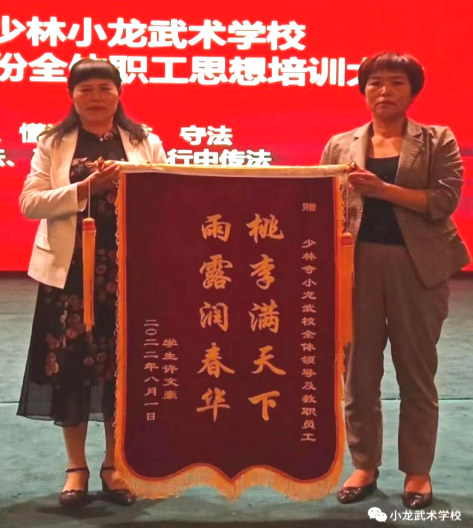 少林小龙武术学校
份全体职工思想培训大
懂 守法
行中传法
赠
少林寺小龙武校全体领导及教职员工
桃李满天下
雨露润春华
学生许文豪
二〇二二年八月一日
小龙武术学校